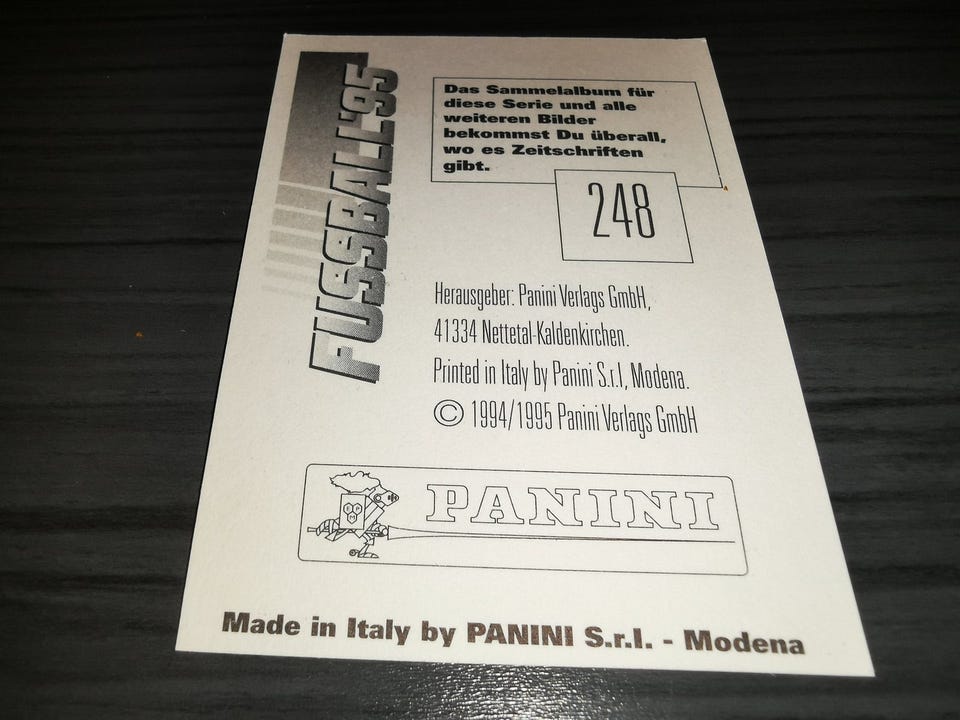 FUSSBALL'95
Das Sammelalbum für
diese Serie und alle
weiteren Bilder
bekommst Du überall,
wo es Zeitschriften
gibt.
248
Herausgeber: Panini Verlags GmbH,
41334 Nettetal-Kaldenkirchen.
Printed in Italy by Panini S.r.l, Modena.
© 1994/1995 Panini Verlags GmbH
PANINI
Made in Italy by PANINI S.r.l. - Modena